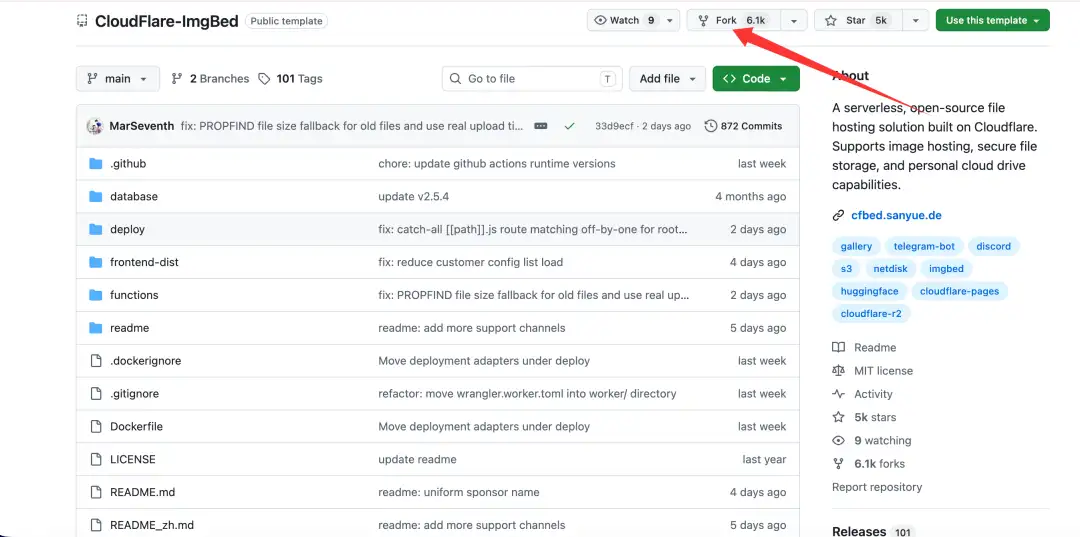 CloudFlare-ImgBed Public template Watch 9 Fork 6.1k Star 5k Use this template
main 2 Branches 101 Tags Go to file T Add file Code
MarSeventh fix: PROPFIND file size fallback for old files and use real upload ti... 33d9ecf · 2 days ago 872 Commits
.github chore: update github actions runtime versions last week
database update v2.5.4 4 months ago
deploy fix: catch-all [[path]].js route matching off-by-one for root... 2 days ago
frontend-dist fix: reduce customer config list load 4 days ago
functions fix: PROPFIND file size fallback for old files and use real up... 2 days ago
readme readme: add more support channels 5 days ago
.dockerignore Move deployment adapters under deploy last week
.gitignore refactor: move wrangler.worker.toml into worker/ directory last week
Dockerfile Move deployment adapters under deploy last week
LICENSE update readme last year
README.md readme: uniform sponsor name 4 days ago
README_zh.md readme: add more support channels 5 days ago
About
A serverless, open-source file
hosting solution built on Cloudflare.
Supports image hosting, secure file
storage, and personal cloud drive
capabilities.
cfbed.sanyue.de
gallery telegram-bot discord
s3 netdisk imgbed
huggingface cloudflare-pages
cloudflare-r2
Readme
MIT license
Activity
5k stars
9 watching
6.1k forks
Report repository
Releases 101